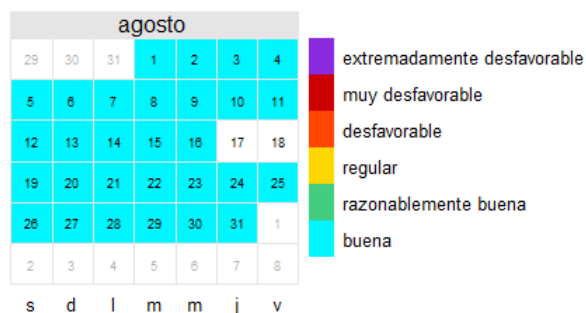 agosto
29 30 31 1 2 3 4
5 6 7 8 9 10 11
12 13 14 15 16 17 18
19 20 21 22 23 24 25
26 27 28 29 30 31 1
2 3 4 5 6 7 8
s d l m m j v
extremadamente desfavorable
muy desfavorable
desfavorable
regular
razonablemente buena
buena